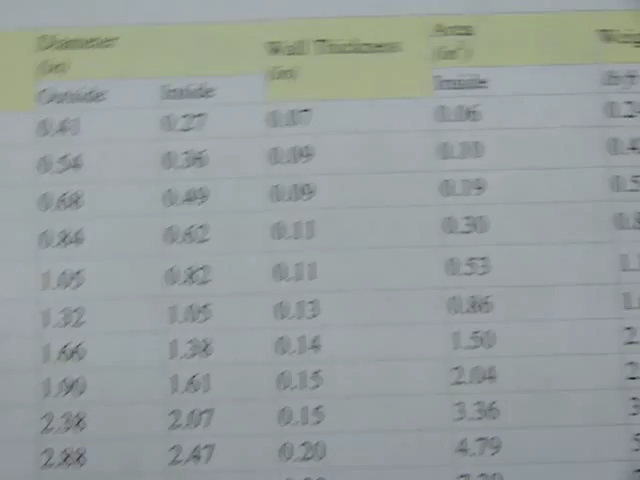 Diameter Wall Thickness Area
(in) (in) (in²)
Outside Inside Inside
0.41 0.27 0.07 0.06
0.54 0.36 0.09 0.10
0.68 0.49 0.09 0.19
0.84 0.62 0.11 0.30
1.05 0.82 0.11 0.53
1.32 1.05 0.13 0.86
1.66 1.38 0.14 1.50
1.90 1.61 0.15 2.04
2.38 2.07 0.15 3.36
2.88 2.47 0.20 4.79